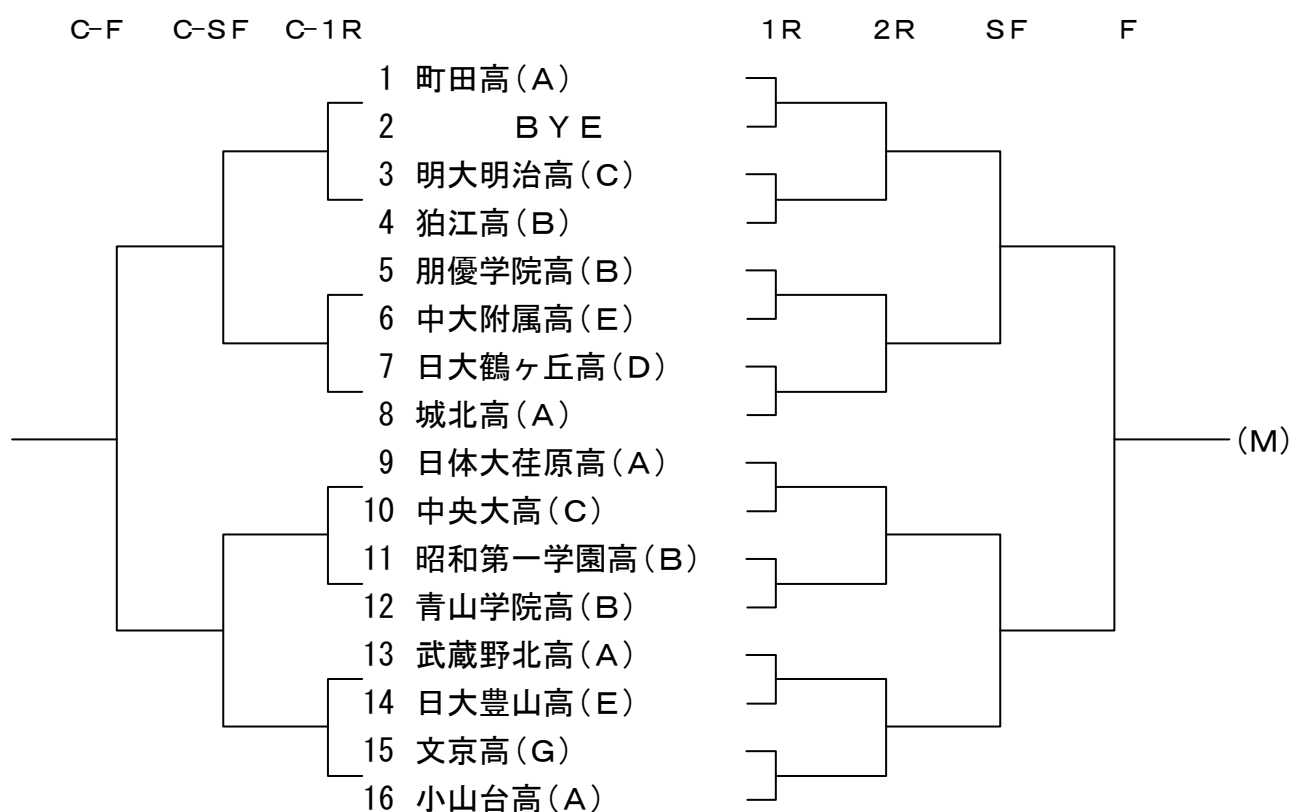 C-F C-SF C-1R 1R 2R SF F
1 町田高(A)
2 BYE
3 明大明治高(C)
4 狛江高(B)
5 朋優学院高(B)
6 中大附属高(E)
7 日大鶴ヶ丘高(D)
8 城北高(A)
(M)
9 日体大荏原高(A)
10 中央大高(C)
11 昭和第一学園高(B)
12 青山学院高(B)
13 武蔵野北高(A)
14 日大豊山高(E)
15 文京高(G)
16 小山台高(A)